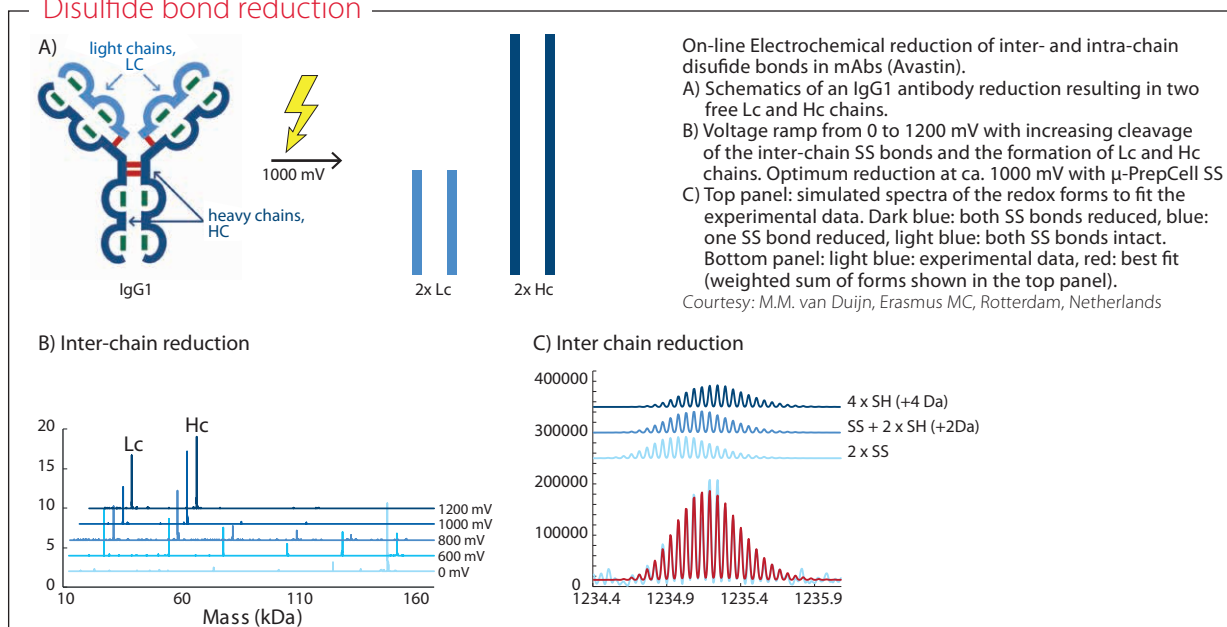 Disulfide bond reduction
A)
light chains,
LC
1000 mV
heavy chains,
HC
IgG1
2x Lc
2x Hc
On-line Electrochemical reduction of inter- and intra-chain
disufide bonds in mAbs (Avastin).
A) Schematics of an IgG1 antibody reduction resulting in two
free Lc and Hc chains.
B) Voltage ramp from 0 to 1200 mV with increasing cleavage
of the inter-chain SS bonds and the formation of Lc and Hc
chains. Optimum reduction at ca. 1000 mV with μ-PrepCell SS
C) Top panel: simulated spectra of the redox forms to fit the
experimental data. Dark blue: both SS bonds reduced, blue:
one SS bond reduced, light blue: both SS bonds intact.
Bottom panel: light blue: experimental data, red: best fit
(weighted sum of forms shown in the top panel).
Courtesy: M.M. van Duijn, Erasmus MC, Rotterdam, Netherlands
B) Inter-chain reduction
20
15
10
5
0
Lc
Hc
1200 mV
1000 mV
800 mV
600 mV
0 mV
10 60 110 160
Mass (kDa)
C) Inter chain reduction
400000
300000
200000
100000
0
4 x SH (+4 Da)
SS + 2 x SH (+2Da)
2 x SS
1234.4 1234.9 1235.4 1235.9